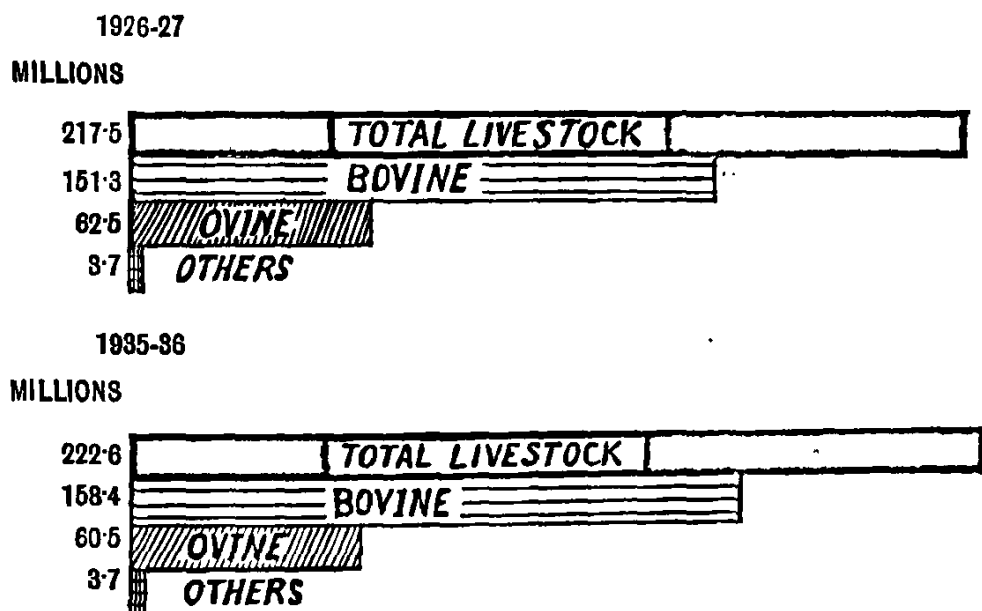 1926-27
MILLIONS
217·5 TOTAL LIVESTOCK
151·3 BOVINE
62·5 OVINE
3·7 OTHERS
1935-36
MILLIONS
222·6 TOTAL LIVESTOCK
158·4 BOVINE
60·5 OVINE
3·7 OTHERS